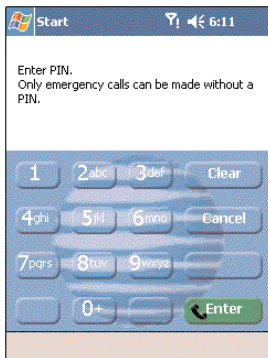 Start 6:11
Enter PIN.
Only emergency calls can be made without a
PIN.
1 2abc 3def Clear
4ghi 5jkl 6mno Cancel
7pqrs 8tuv 9wxyz
0+ Enter